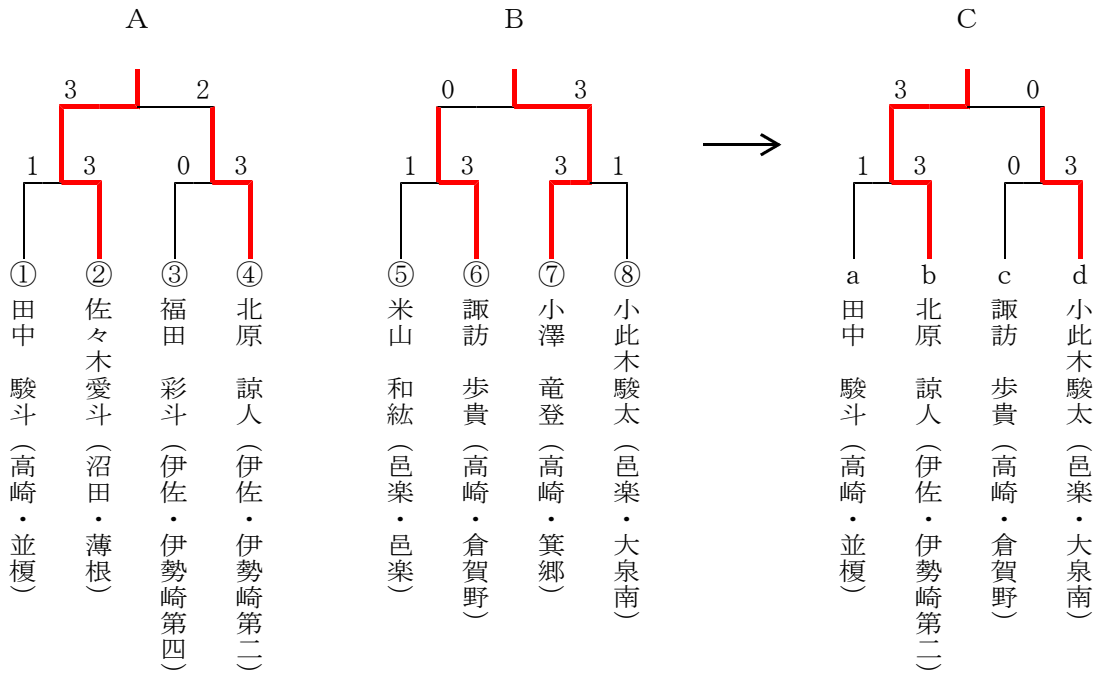 A
3 2
1 3 0 3
① 田中 駿斗(高崎・並榎)
② 佐々木愛斗(沼田・薄根)
③ 福田 彩斗(伊佐・伊勢崎第四)
④ 北原 諒人(伊佐・伊勢崎第二)
B
0 3
1 3 3 1
⑤ 米山 和紘(邑楽・邑楽)
⑥ 諏訪 歩貴(高崎・倉賀野)
⑦ 小澤 竜登(高崎・箕郷)
⑧ 小此木駿太(邑楽・大泉南)
C
3 0
1 3 0 3
a 田中 駿斗(高崎・並榎)
b 北原 諒人(伊佐・伊勢崎第二)
c 諏訪 歩貴(高崎・倉賀野)
d 小此木駿太(邑楽・大泉南)